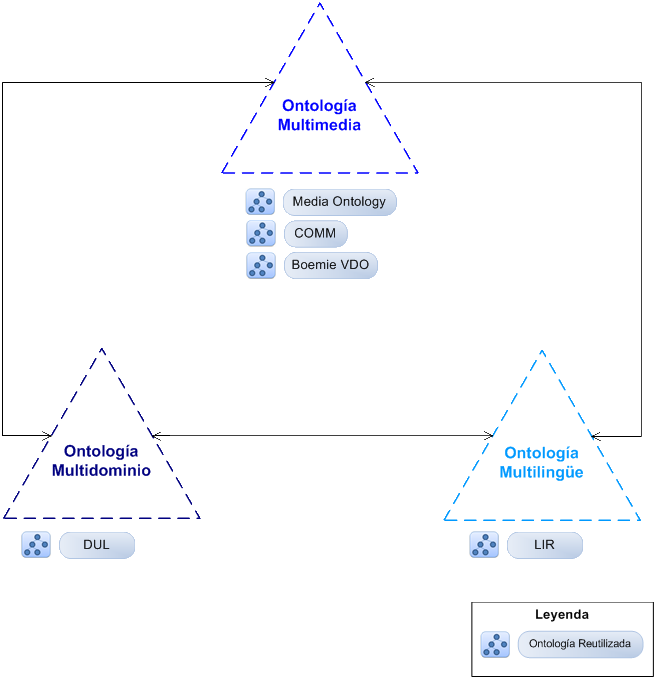 Ontología
Multimedia
Media Ontology
COMM
Boemie VDO
Ontología
Multidominio
Ontología
Multilingüe
DUL
LIR
Leyenda
Ontología Reutilizada